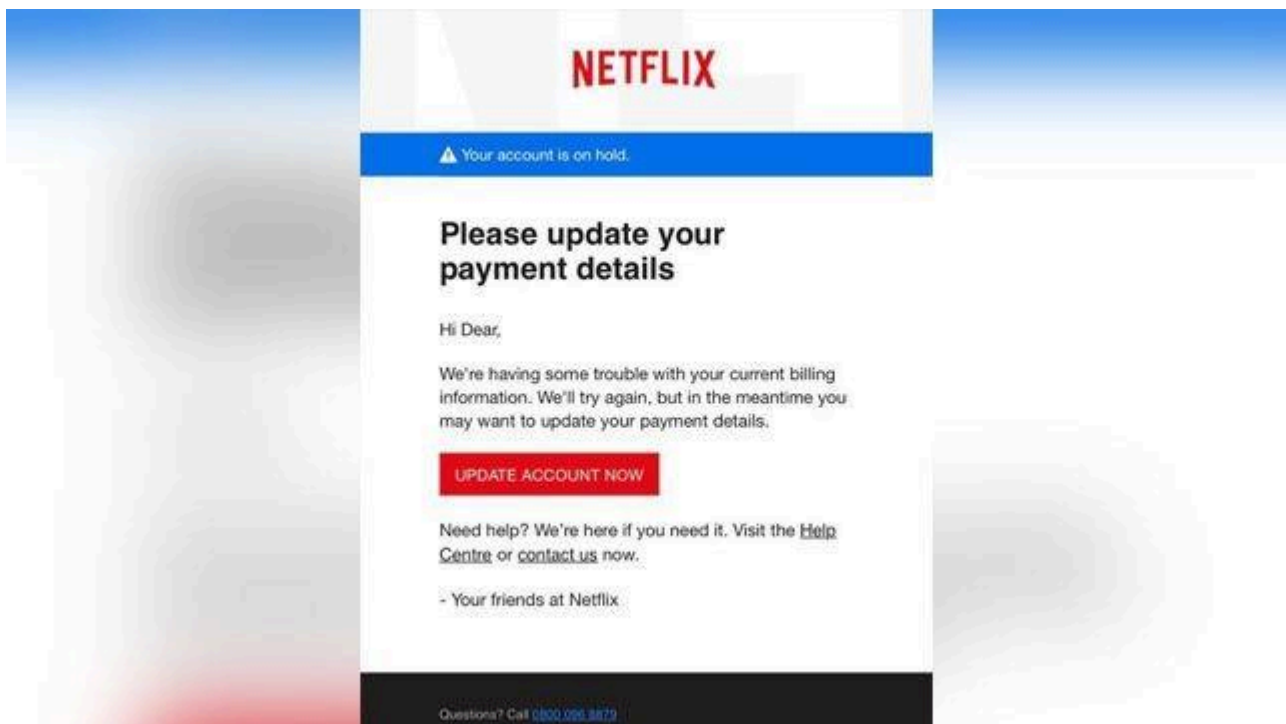 NETFLIX
Your account is on hold.
Please update your
payment details
Hi Dear,
We're having some trouble with your current billing
information. We'll try again, but in the meantime you
may want to update your payment details.
UPDATE ACCOUNT NOW
Need help? We're here if you need it. Visit the Help
Centre or contact us now.
- Your friends at Netflix
Questions? Call 0800 096 8879